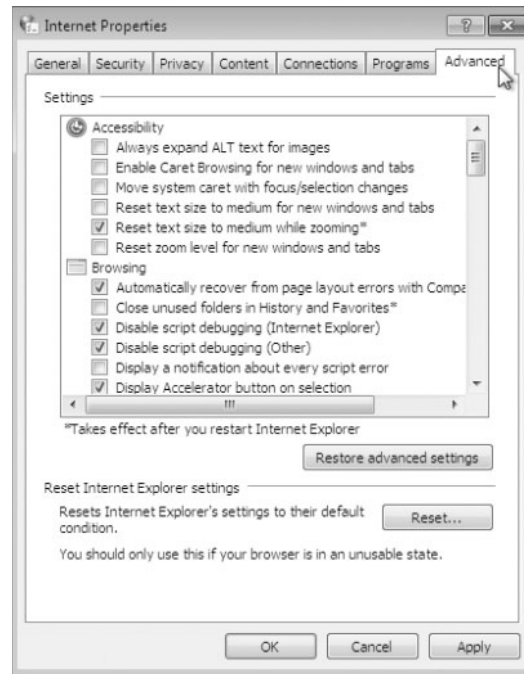 Internet Properties
General Security Privacy Content Connections Programs Advanced
Settings
Accessibility
Always expand ALT text for images
Enable Caret Browsing for new windows and tabs
Move system caret with focus/selection changes
Reset text size to medium for new windows and tabs
Reset text size to medium while zooming*
Reset zoom level for new windows and tabs
Browsing
Automatically recover from page layout errors with Compa
Close unused folders in History and Favorites*
Disable script debugging (Internet Explorer)
Disable script debugging (Other)
Display a notification about every script error
Display Accelerator button on selection
*Takes effect after you restart Internet Explorer
Restore advanced settings
Reset Internet Explorer settings
Resets Internet Explorer's settings to their default
condition.
Reset...
You should only use this if your browser is in an unusable state.
OK Cancel Apply